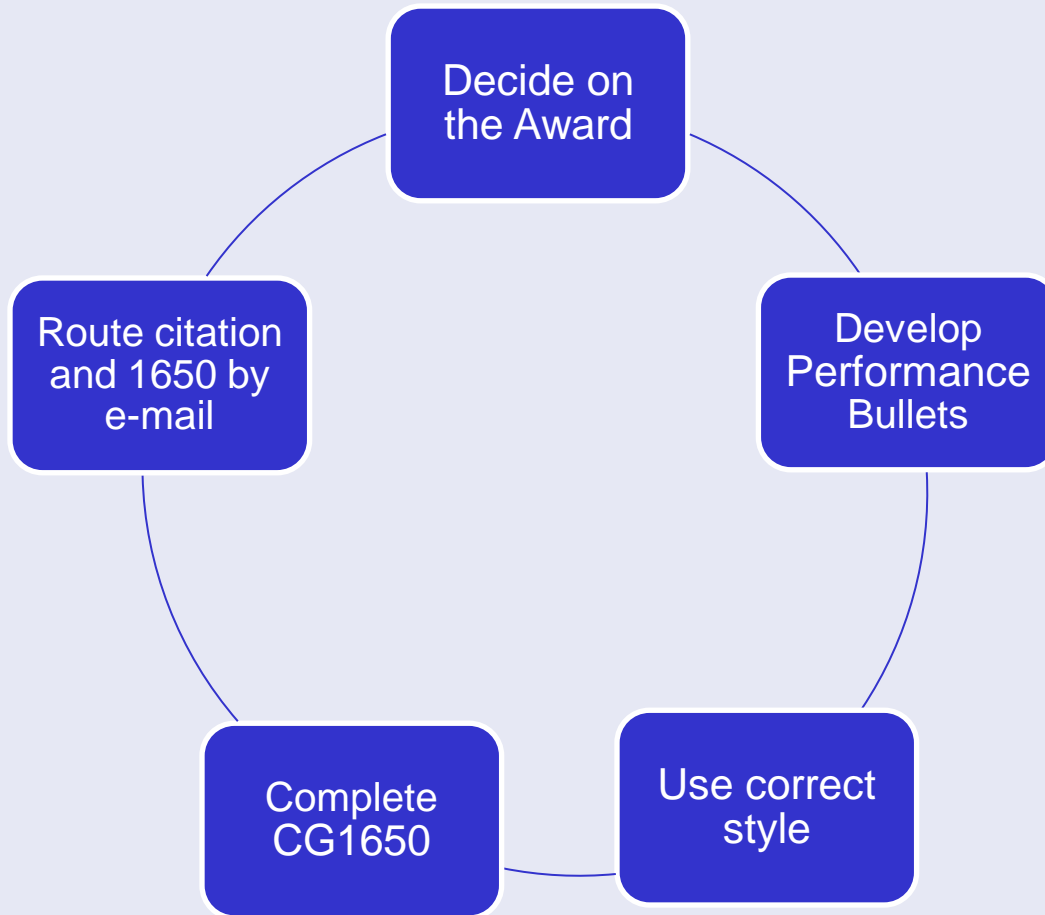 Decide on
the Award
Develop
Performance
Bullets
Use correct
style
Complete
CG1650
Route citation
and 1650 by
e-mail